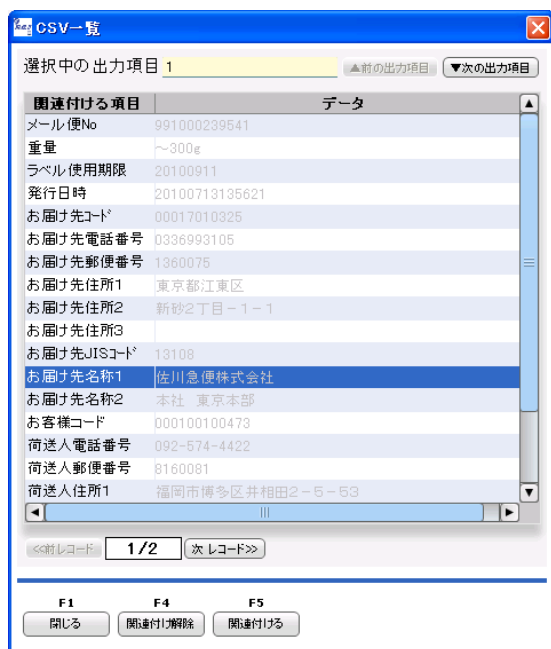 CSV一覧
選択中の出力項目 1 ▲前の出力項目 ▼次の出力項目
関連付ける項目 データ
メール便No 991000239541
重量 ～300g
ラベル使用期限 20100911
発行日時 20100713135621
お届け先ｺｰﾄﾞ 00017010325
お届け先電話番号 0336993105
お届け先郵便番号 1360075
お届け先住所1 東京都江東区
お届け先住所2 新砂2丁目－1－1
お届け先住所3
お届け先JISｺｰﾄﾞ 13108
お届け先名称1 佐川急便株式会社
お届け先名称2 本社 東京本部
お客様コード 000100100473
荷送人電話番号 092-574-4422
荷送人郵便番号 8160081
荷送人住所1 福岡市博多区井相田2－5－53
<<前レコード 1/2 次レコード>>
F1 F4 F5
閉じる 関連付け解除 関連付ける